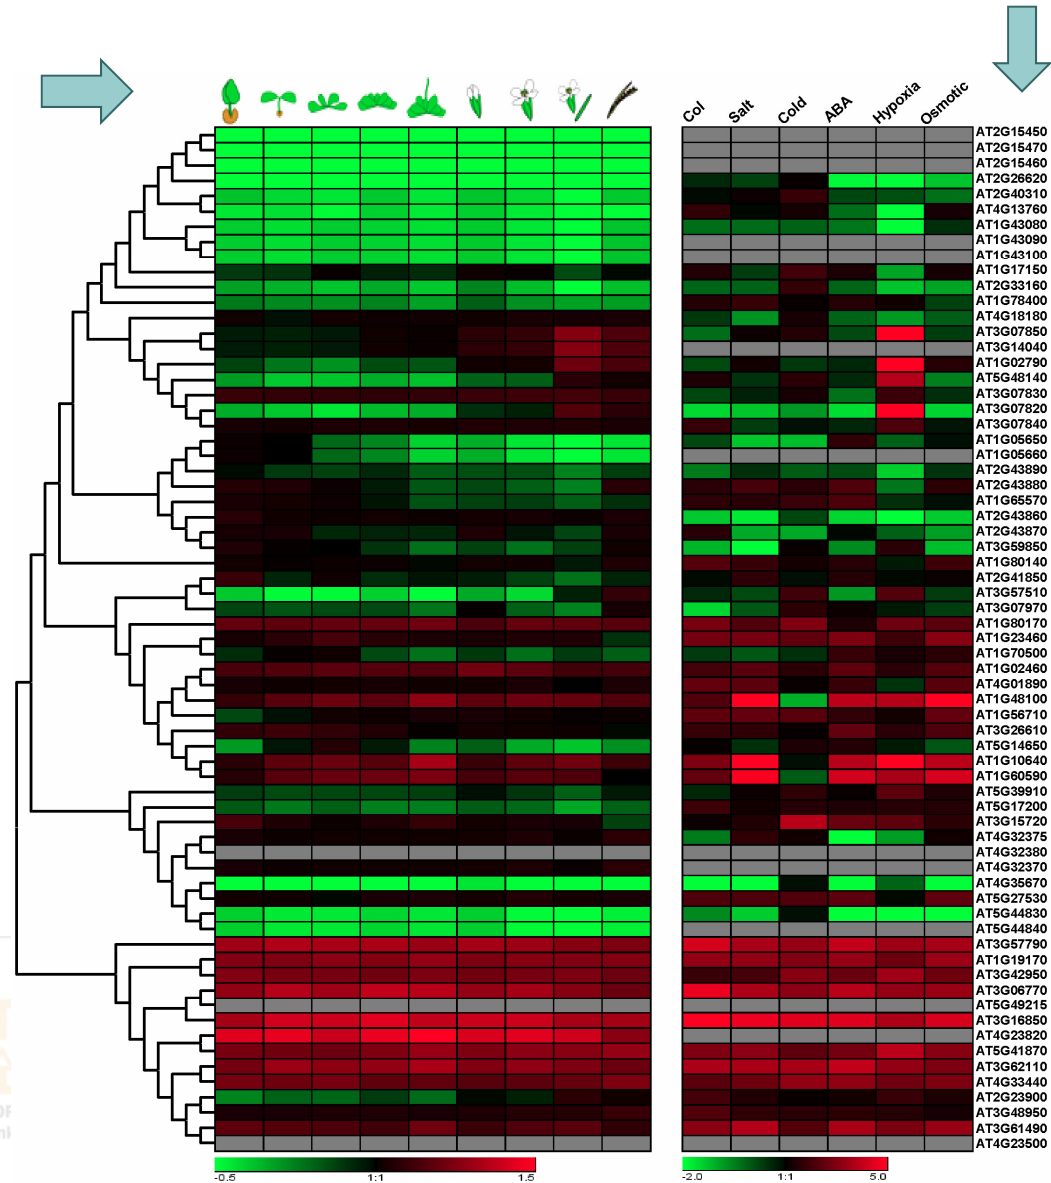 Col Salt Cold ABA Hypoxia Osmotic
AT2G15450
AT2G15470
AT2G15460
AT2G26620
AT2G40310
AT4G13760
AT1G43080
AT1G43090
AT1G43100
AT1G17150
AT2G33160
AT1G78400
AT4G18180
AT3G07850
AT3G14040
AT1G02790
AT5G48140
AT3G07830
AT3G07820
AT3G07840
AT1G05650
AT1G05660
AT2G43890
AT2G43880
AT1G65570
AT2G43860
AT2G43870
AT3G59850
AT1G80140
AT2G41850
AT3G57510
AT3G07970
AT1G80170
AT1G23460
AT1G70500
AT1G02460
AT4G01890
AT1G48100
AT1G56710
AT3G26610
AT5G14650
AT1G10640
AT1G60590
AT5G39910
AT5G17200
AT3G15720
AT4G32375
AT4G32380
AT4G32370
AT4G35670
AT5G27530
AT5G44830
AT5G44840
AT3G57790
AT1G19170
AT3G42950
AT3G06770
AT5G49215
AT3G16850
AT4G23820
AT5G41870
AT3G62110
AT4G33440
AT2G23900
AT3G48950
AT3G61490
AT4G23500
-0.5 1:1 1.5 -2.0 1:1 5.0